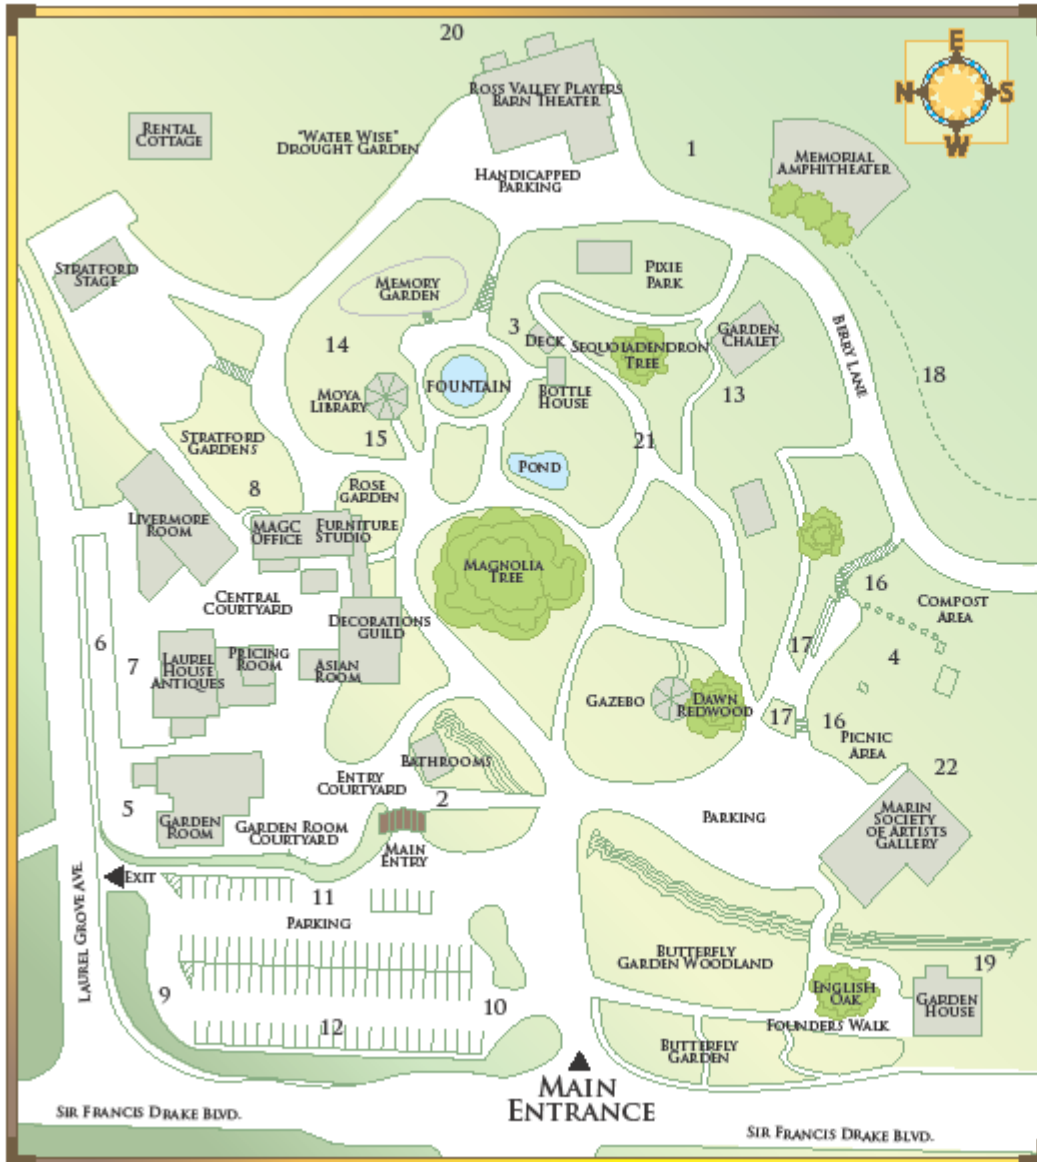 20
E
N
S
W
ROSS VALLEY PLAYERS
BARN THEATER
RENTAL
COTTAGE
"WATER WISE"
DROUGHT GARDEN
1
MEMORIAL
AMPHITHEATER
HANDICAPPED
PARKING
STRATFORD
STAGE
MEMORY
GARDEN
PIXIE
PARK
3
DECK
SEQUOIADENDRON
TREE
GARDEN
CHALET
BERRY LANE
14
18
MOYA
LIBRARY
FOUNTAIN
BOTTLE
HOUSE
13
15
21
STRATFORD
GARDENS
POND
8
ROSE
GARDEN
LIVERMORE
ROOM
MAGC
OFFICE
FURNITURE
STUDIO
MAGNOLIA
TREE
CENTRAL
COURTYARD
DECORATIONS
GUILD
16
COMPOST
AREA
6
7
LAUREL
HOUSE
ANTIQUES
PRICING
ROOM
ASIAN
ROOM
17
4
GAZEBO
DAWN
REDWOOD
17
16
PICNIC
AREA
BATHROOMS
22
ENTRY
COURTYARD
2
5
GARDEN
ROOM
GARDEN ROOM
COURTYARD
MAIN
ENTRY
PARKING
MARIN
SOCIETY
OF ARTISTS
GALLERY
LAUREL GROVE AVE.
EXIT
11
PARKING
BUTTERFLY
GARDEN WOODLAND
19
9
10
ENGLISH
OAK
GARDEN
HOUSE
12
FOUNDERS WALK
BUTTERFLY
GARDEN
MAIN
ENTRANCE
SIR FRANCIS DRAKE BLVD.
SIR FRANCIS DRAKE BLVD.